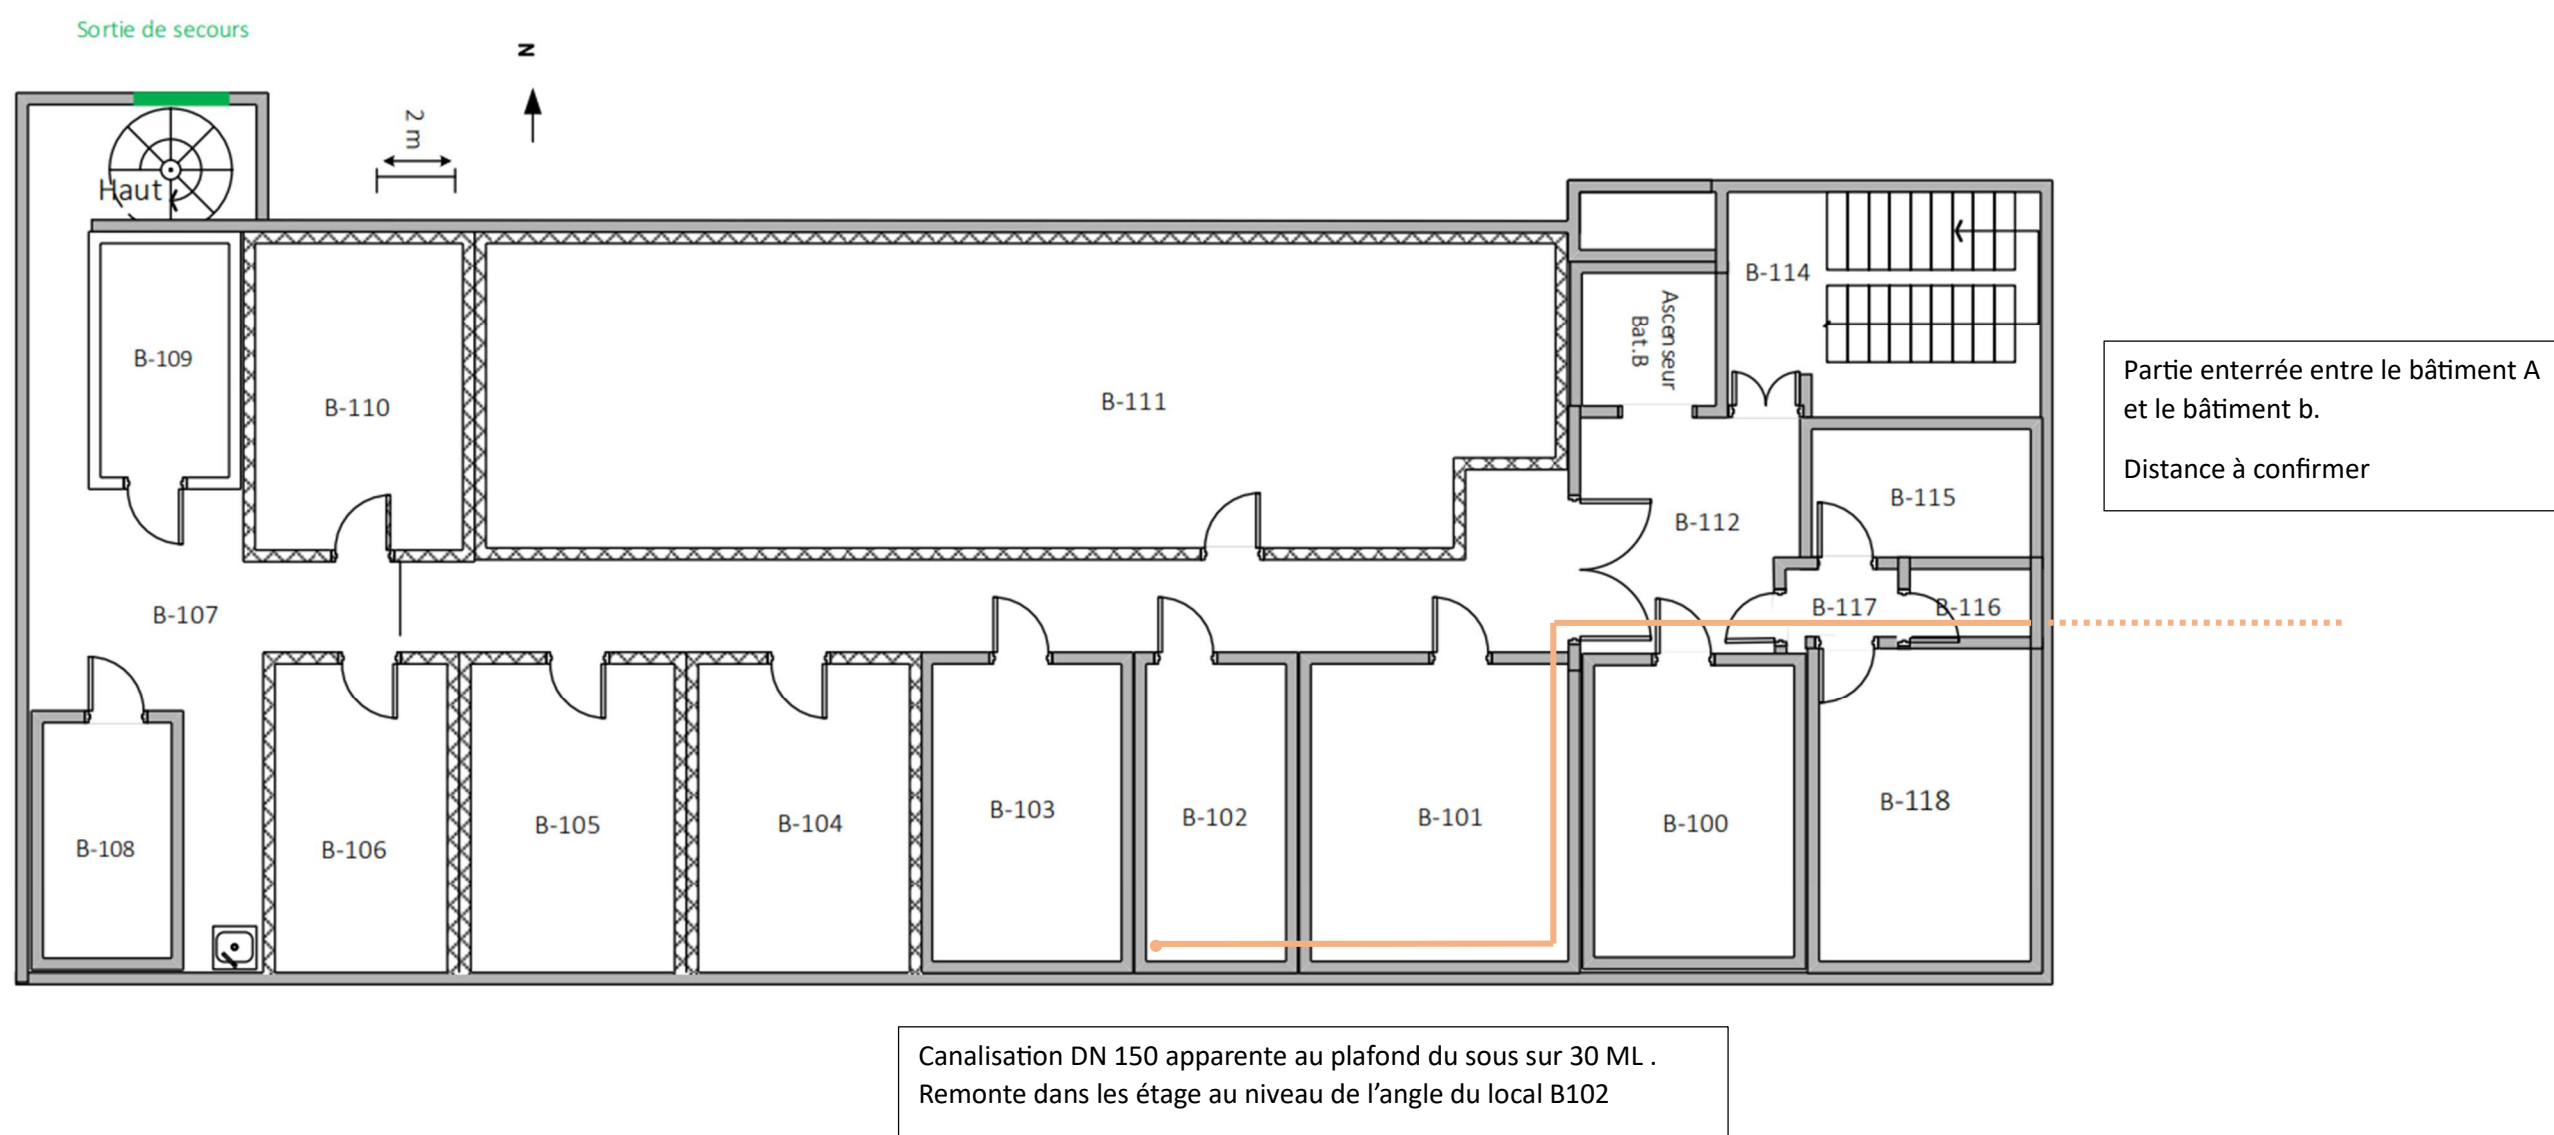 Sortie de secours
N
2 m
Haut
B-114
Ascenseur
Bat.B
B-109
B-110
B-111
Partie enterrée entre le bâtiment A
et le bâtiment b.
Distance à confirmer
B-115
B-112
B-107
B-117
B-116
B-108
B-106
B-105
B-104
B-103
B-102
B-101
B-100
B-118
Canalisation DN 150 apparente au plafond du sous sur 30 ML .
Remonte dans les étage au niveau de l’angle du local B102